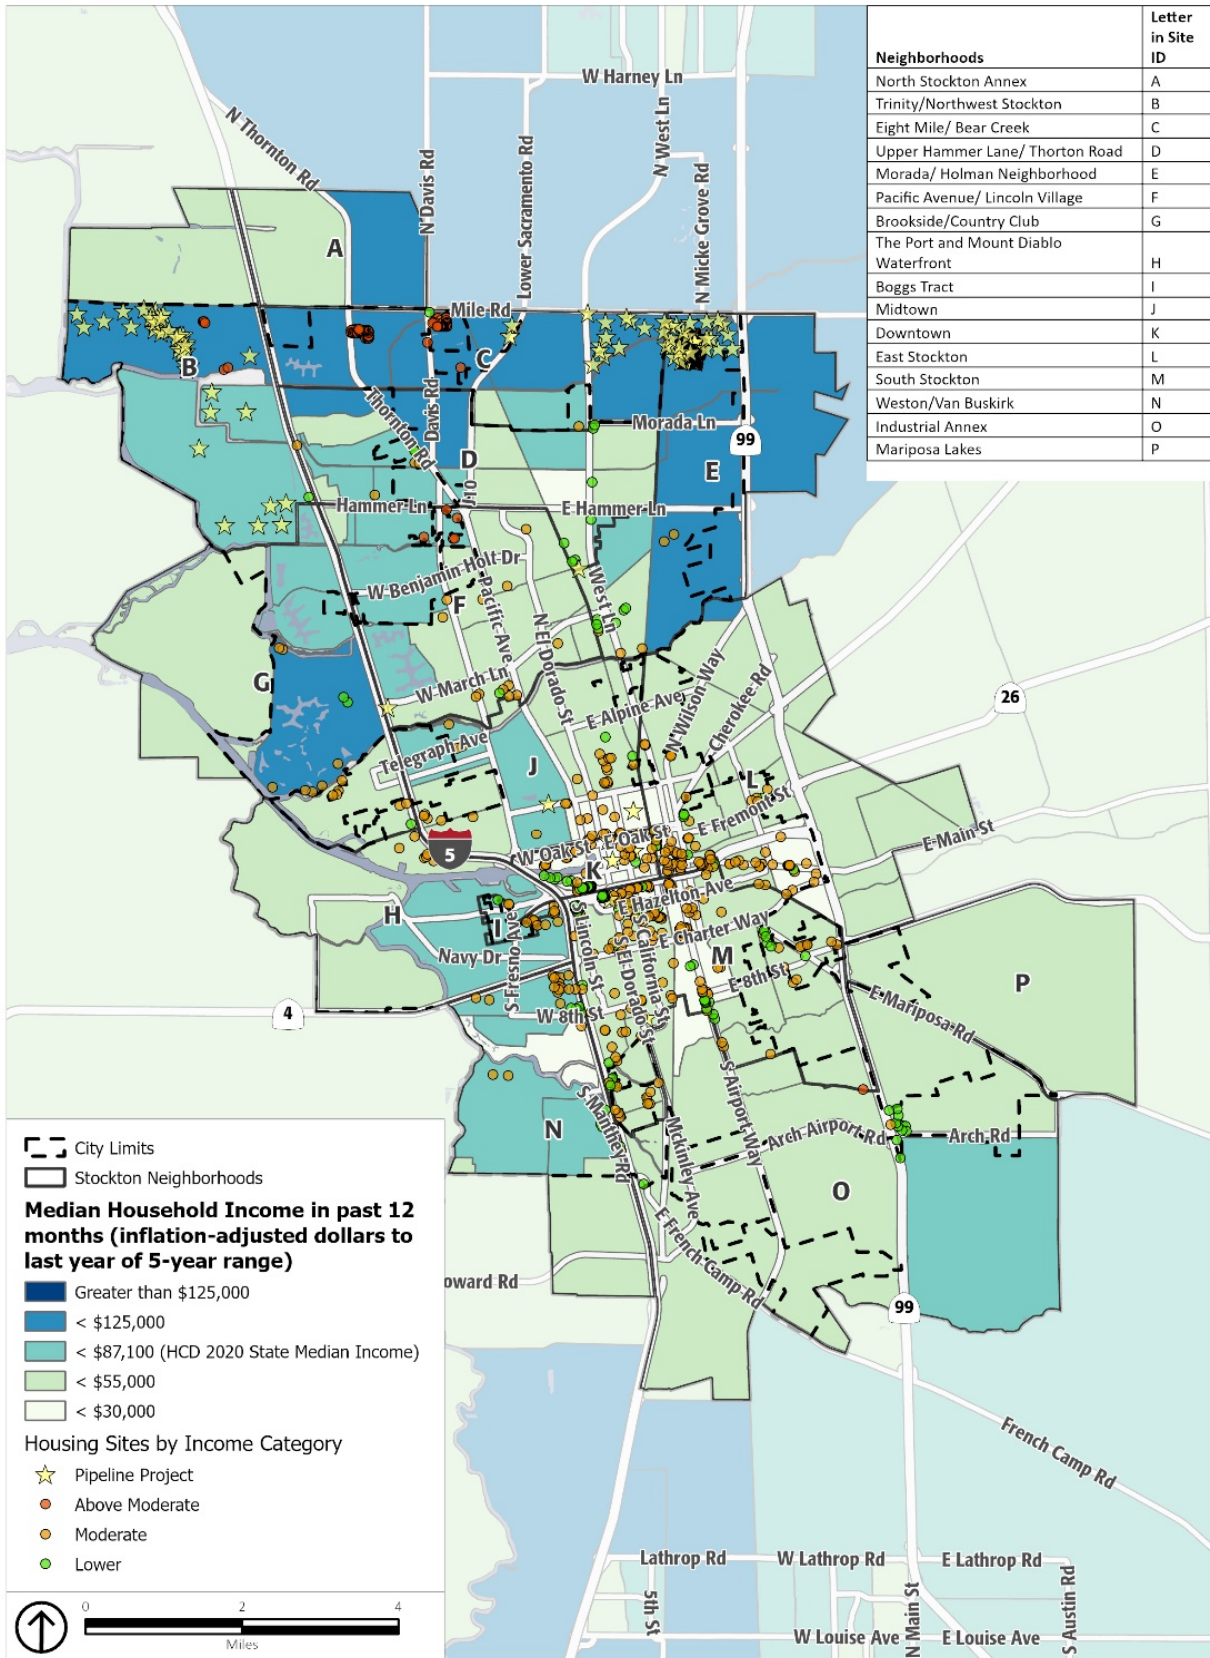 Neighborhoods
Letter
in Site
ID
North Stockton Annex A
Trinity/Northwest Stockton B
Eight Mile/ Bear Creek C
Upper Hammer Lane/ Thorton Road D
Morada/ Holman Neighborhood E
Pacific Avenue/ Lincoln Village F
Brookside/Country Club G
The Port and Mount Diablo
Waterfront H
Boggs Tract I
Midtown J
Downtown K
East Stockton L
South Stockton M
Weston/Van Buskirk N
Industrial Annex O
Mariposa Lakes P
W Harney Ln
N Thornton Rd
N Davis Rd
Lower Sacramento Rd
N West Ln
N Micke Grove Rd
A
Mile Rd
B
C
Thornton Rd
Davis Rd
Morada Ln
99
D
E
J10
Hammer Ln
E Hammer Ln
W Benjamin Holt Dr
F
Pacific Ave
N El Dorado St
West Ln
G
W March Ln
E Alpine Ave
N Wilson Way
Cherokee Rd
26
Telegraph Ave
J
L
E Fremont St
E Main St
5
W Oak St
E Oak St
K
E Hazelton Ave
H
I
Navy Dr
S Fresno Ave
S Lincoln St
S El Dorado St
S California St
E Charter Way
M
E 8th St
P
4
W 8th St
E Mariposa Rd
N
S Manthey Rd
Mckinley Ave
S Airport Way
Arch Airport Rd
Arch Rd
O
E French Camp Rd
oward Rd
99
French Camp Rd
Lathrop Rd
W Lathrop Rd
E Lathrop Rd
5th St
N Main St
S Austin Rd
W Louise Ave
E Louise Ave
City Limits
Stockton Neighborhoods
Median Household Income in past 12
months (inflation-adjusted dollars to
last year of 5-year range)
Greater than $125,000
< $125,000
< $87,100 (HCD 2020 State Median Income)
< $55,000
< $30,000
Housing Sites by Income Category
Pipeline Project
Above Moderate
Moderate
Lower
0 2 4
Miles